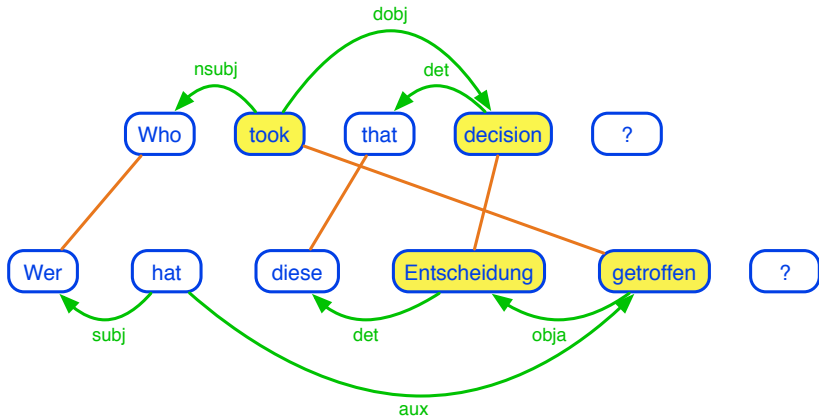 dobj
nsubj det
Who took that decision ?
Wer hat diese Entscheidung getroffen ?
subj det obja
aux